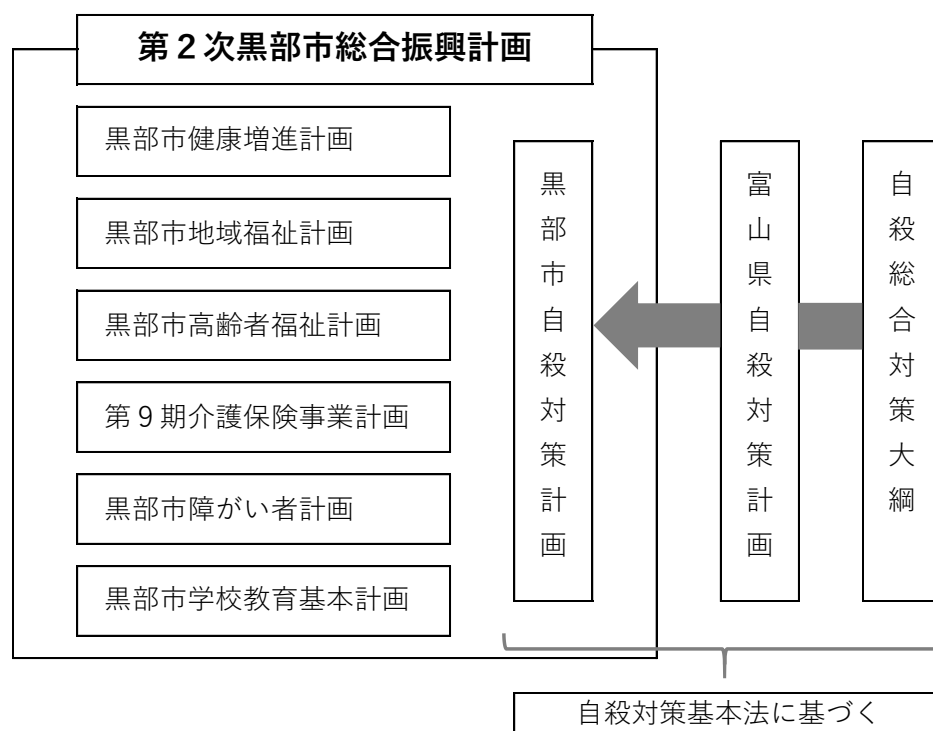 第２次黒部市総合振興計画
黒部市健康増進計画
黒部市地域福祉計画
黒部市高齢者福祉計画
第９期介護保険事業計画
黒部市障がい者計画
黒部市学校教育基本計画
黒部市自殺対策計画
富山県自殺対策計画
自殺総合対策大綱
自殺対策基本法に基づく